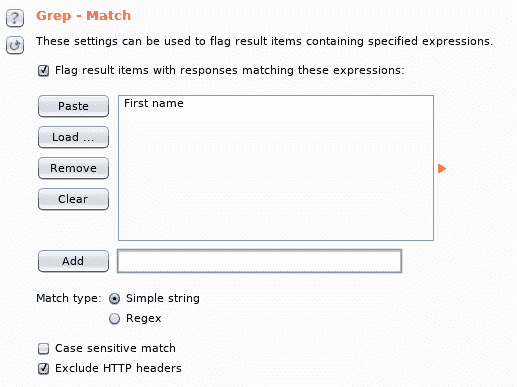 Grep - Match
These settings can be used to flag result items containing specified expressions.
Flag result items with responses matching these expressions:
Paste
First name
Load ...
Remove
Clear
Add
Match type: Simple string
Regex
Case sensitive match
Exclude HTTP headers